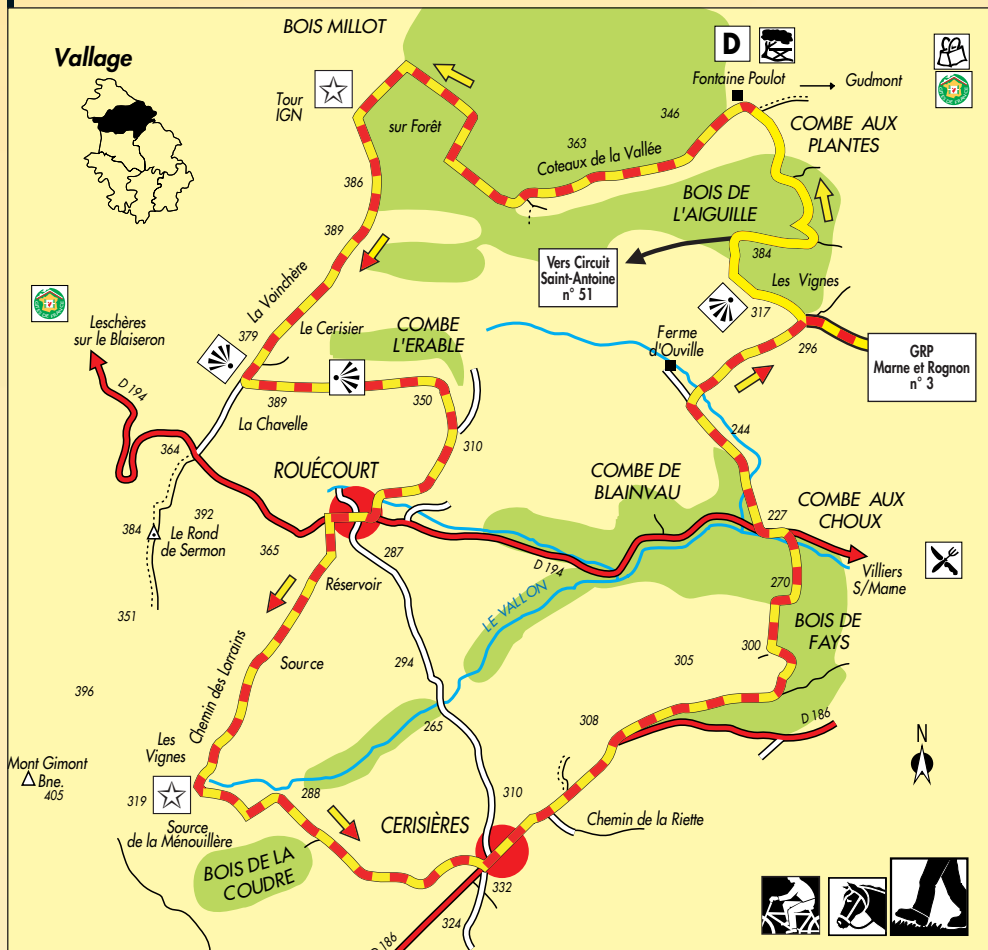 BOIS MILLOT
Vallage
D
Fontaine Poulot
Gudmont
Tour
IGN
sur Forêt
346
363
Coteaux de la Vallée
COMBE AUX
PLANTES
386
BOIS DE
L'AIGUILLE
389
384
Vers Circuit
Saint-Antoine
n° 51
Les Vignes
La Voinchère
317
Leschères
sur le Blaiseron
379
Le Cerisier
COMBE
L'ERABLE
Ferme
d'Ouville
296
GRP
Marne et Rognon
n° 3
D 194
389
350
La Chavelle
310
244
364
ROUÉCOURT
COMBE DE
BLAINVAU
COMBE AUX
CHOUX
392
384
Le Rond
de Sermon
227
365
287
D 194
Villiers
S/Marne
Réservoir
270
351
LE VALLON
BOIS DE
FAYS
300
Chemin des Lorrains
Source
294
305
396
265
308
D 186
Les
Vignes
N
Mont Gimont
Bne.
405
319
288
310
Source
de la Ménouillère
CERISIÈRES
Chemin de la Riette
BOIS DE LA
COUDRE
332
324
D 186